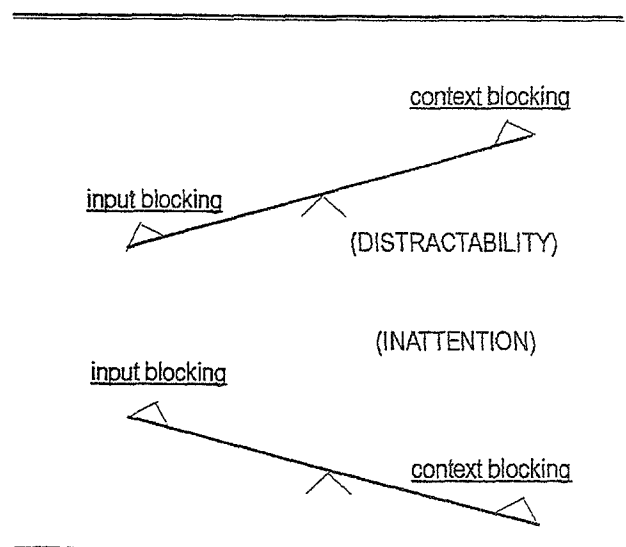 context blocking
input blocking
(DISTRACTABILITY)
(INATTENTION)
input blocking
context blocking